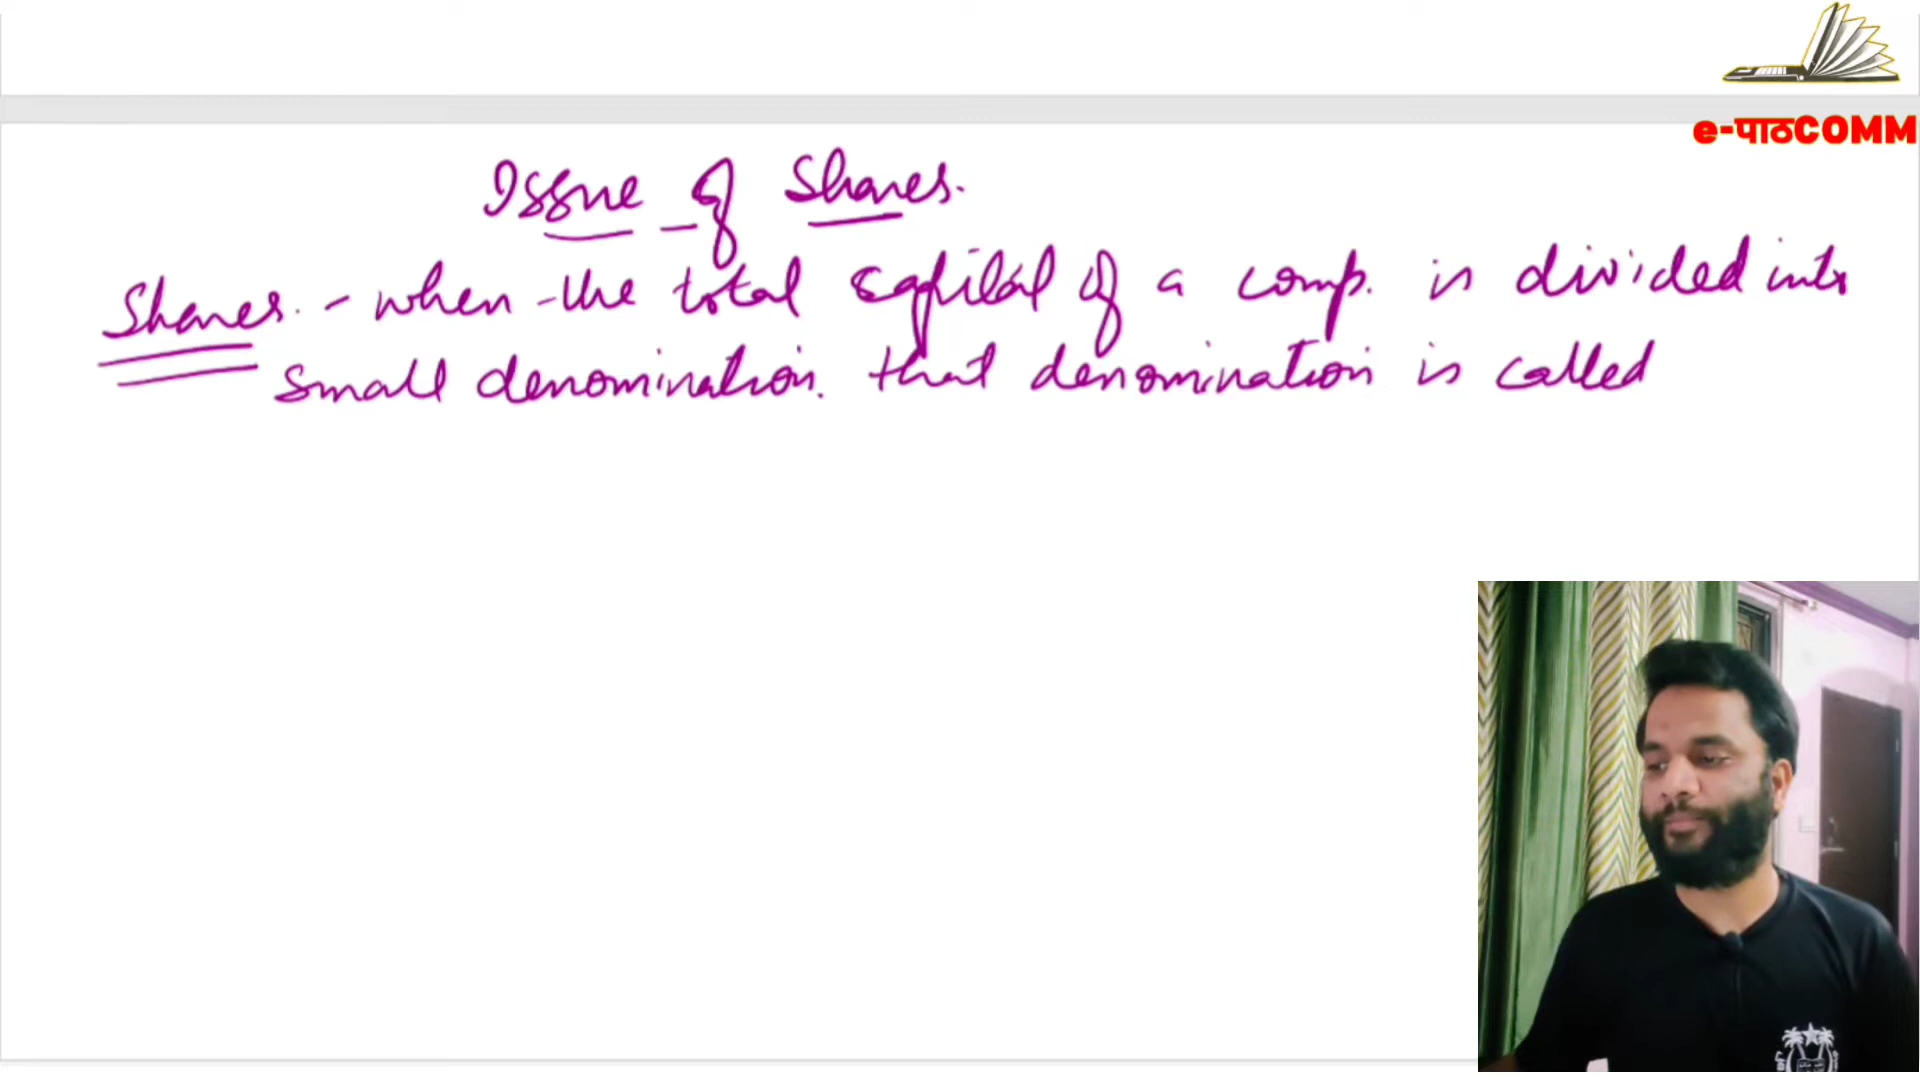 e-पाठCOMM
Issue of Shares.
Shares. - when the total capital of a comp. is divided into
small denomination. that denomination is called